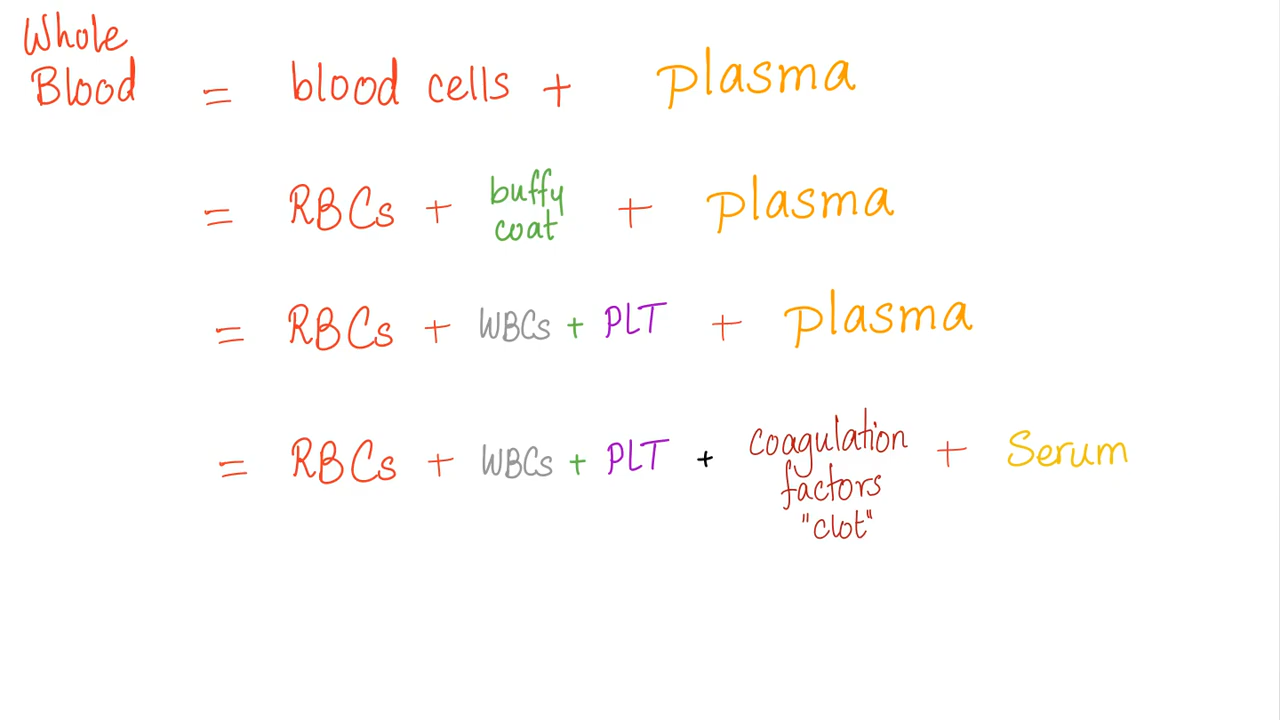 Whole
Blood = blood cells + plasma
= RBCs + buffy coat + plasma
= RBCs + WBCs + PLT + plasma
= RBCs + WBCs + PLT + coagulation factors "clot" + Serum